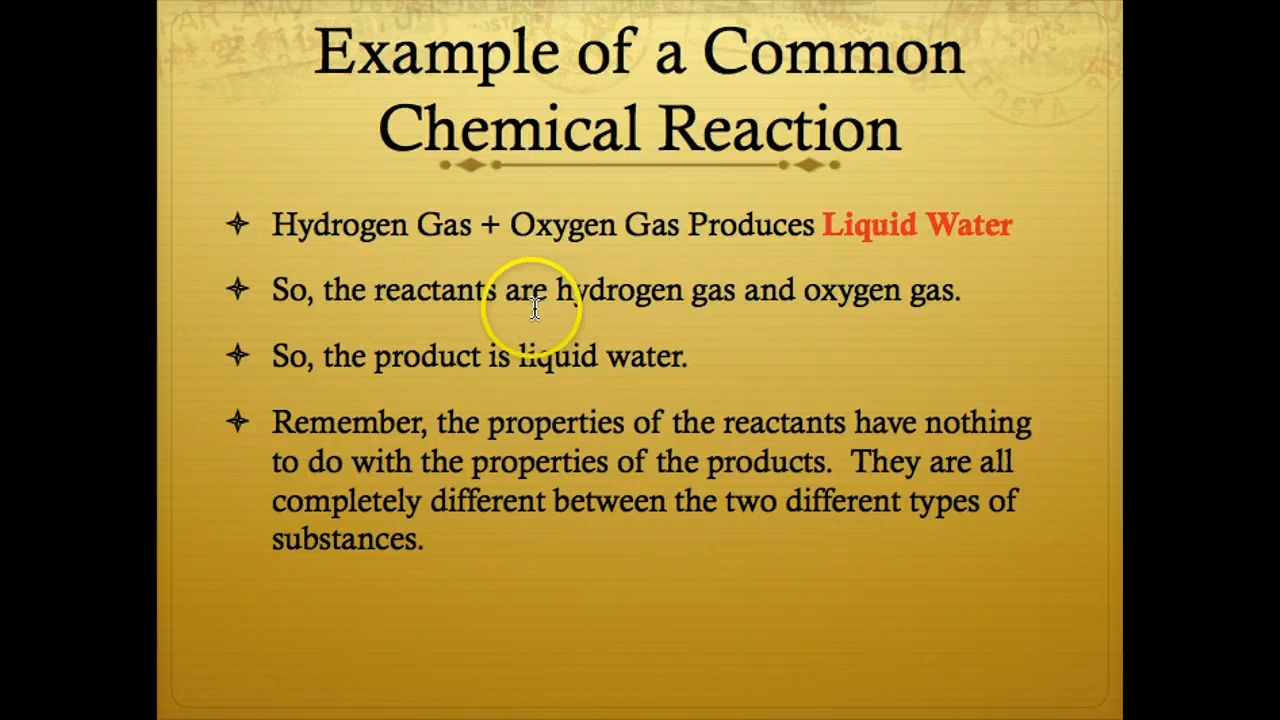 Example of a Common
Chemical Reaction
Hydrogen Gas + Oxygen Gas Produces Liquid Water
So, the reactants are hydrogen gas and oxygen gas.
So, the product is liquid water.
Remember, the properties of the reactants have nothing
to do with the properties of the products.  They are all
completely different between the two different types of
substances.